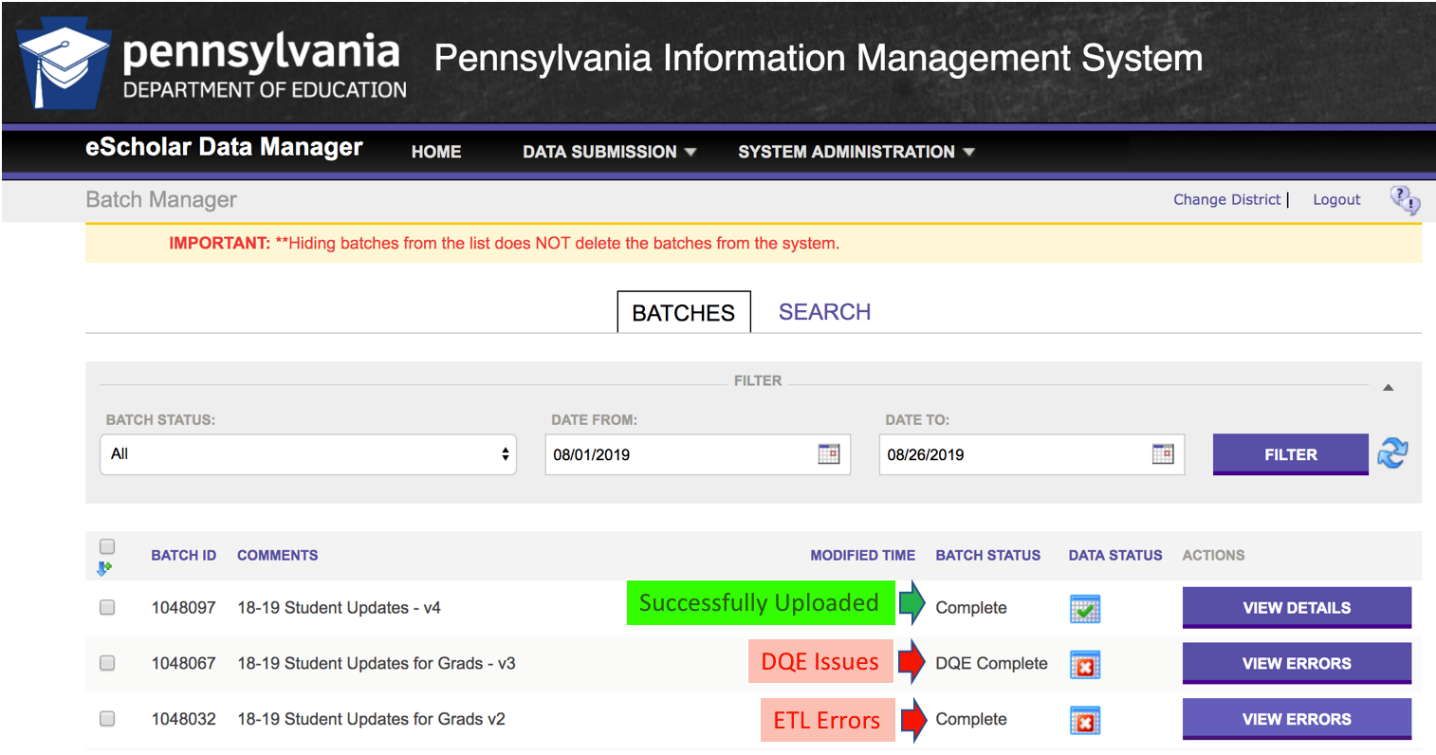 pennsylvania
DEPARTMENT OF EDUCATION
Pennsylvania Information Management System
eScholar Data Manager HOME DATA SUBMISSION SYSTEM ADMINISTRATION
Batch Manager Change District | Logout
IMPORTANT: **Hiding batches from the list does NOT delete the batches from the system.
BATCHES SEARCH
FILTER
BATCH STATUS: DATE FROM: DATE TO:
All 08/01/2019 08/26/2019 FILTER
BATCH ID COMMENTS MODIFIED TIME BATCH STATUS DATA STATUS ACTIONS
1048097 18-19 Student Updates - v4 Successfully Uploaded Complete VIEW DETAILS
1048067 18-19 Student Updates for Grads - v3 DQE Issues DQE Complete VIEW ERRORS
1048032 18-19 Student Updates for Grads v2 ETL Errors Complete VIEW ERRORS